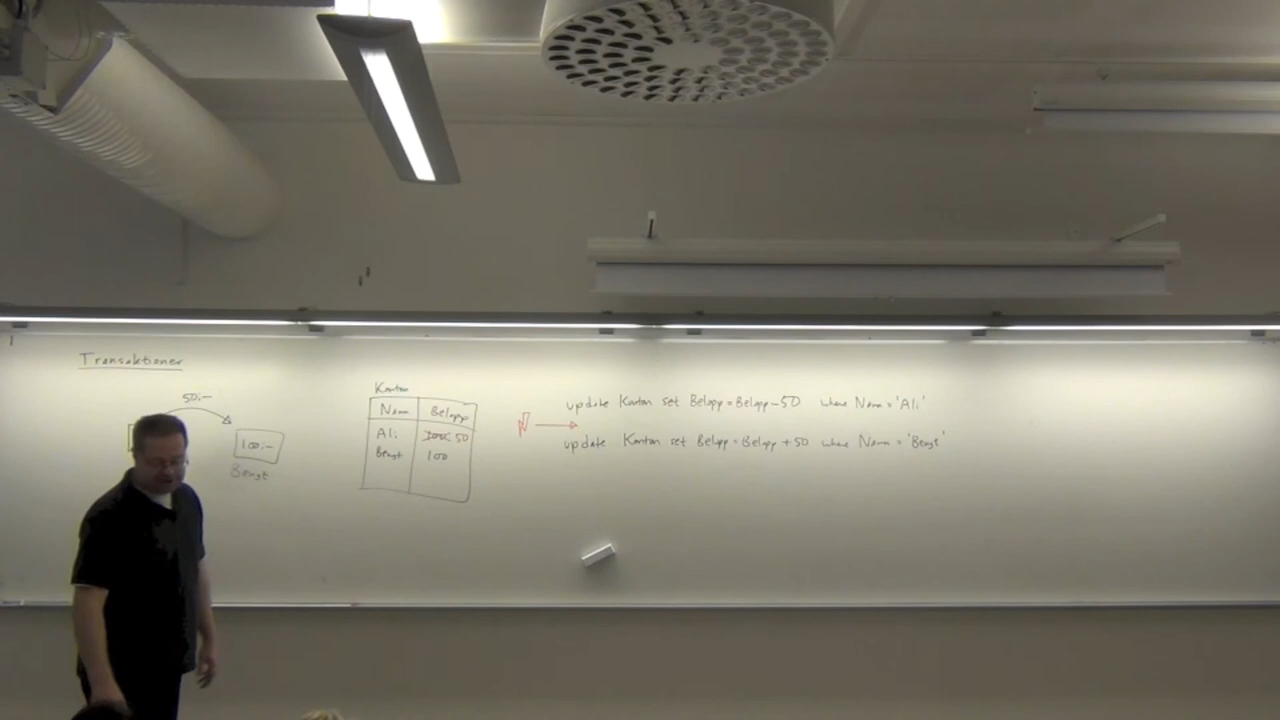 Transaktioner
50:-
100:-
Bengt
Konton
Namn Belopp
Ali 100 50
Bengt 100
update Konton set Belopp = Belopp - 50 where Namn = 'Ali'
update Konton set Belopp = Belopp + 50 where Namn = 'Bengt'